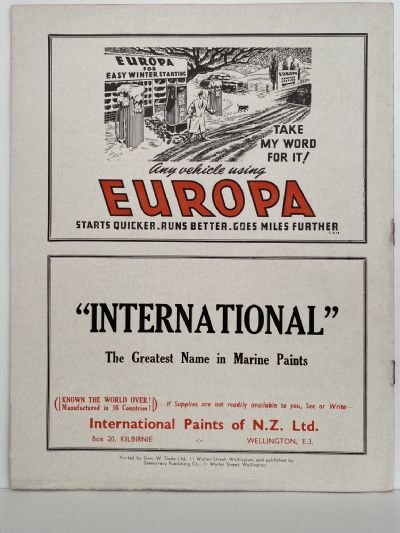 EUROPA
FOR
EASY WINTER STARTING
EUROPA
TAKE
MY WORD
FOR IT!
Any vehicle using
EUROPA
STARTS QUICKER. RUNS BETTER. GOES MILES FURTHER
"INTERNATIONAL"
The Greatest Name in Marine Paints
KNOWN THE WORLD OVER!
Manufactured in 16 Countries!
If Supplies are not readily available to you, See or Write—
International Paints of N.Z. Ltd.
Box 20, KILBIRNIE -:- WELLINGTON, E.3.
Printed by Geo. W. Slade Ltd., 11 Walter Street, Wellington, and published by
Democracy Publishing Co., 11 Walter Street, Wellington.